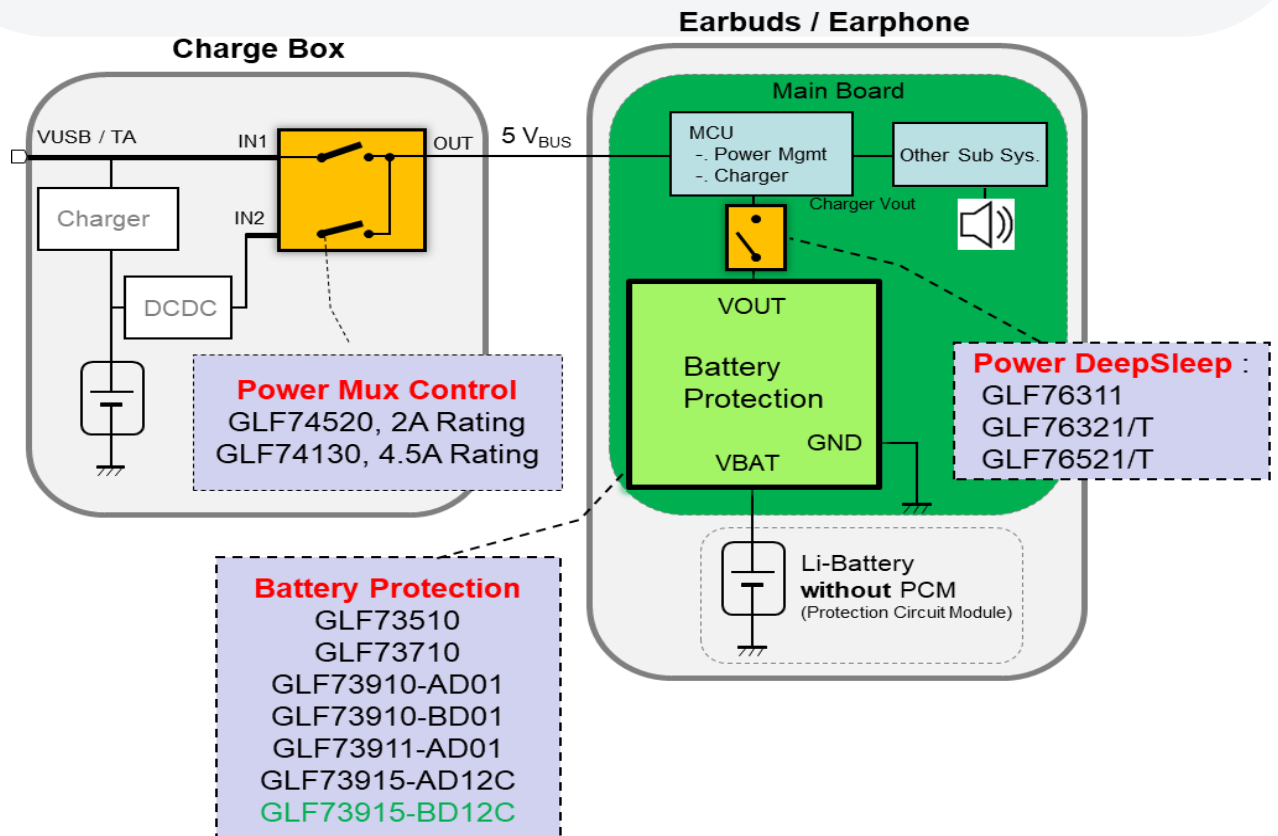 Earbuds / Earphone
Charge Box
Main Board
VUSB / TA
IN1
OUT
5 VBUS
MCU
-. Power Mgmt
-. Charger
Other Sub Sys.
Charger
IN2
Charger Vout
DCDC
VOUT
Battery
Protection
GND
VBAT
Power Mux Control
GLF74520, 2A Rating
GLF74130, 4.5A Rating
Power DeepSleep :
GLF76311
GLF76321/T
GLF76521/T
Li-Battery
without PCM
(Protection Circuit Module)
Battery Protection
GLF73510
GLF73710
GLF73910-AD01
GLF73910-BD01
GLF73911-AD01
GLF73915-AD12C
GLF73915-BD12C